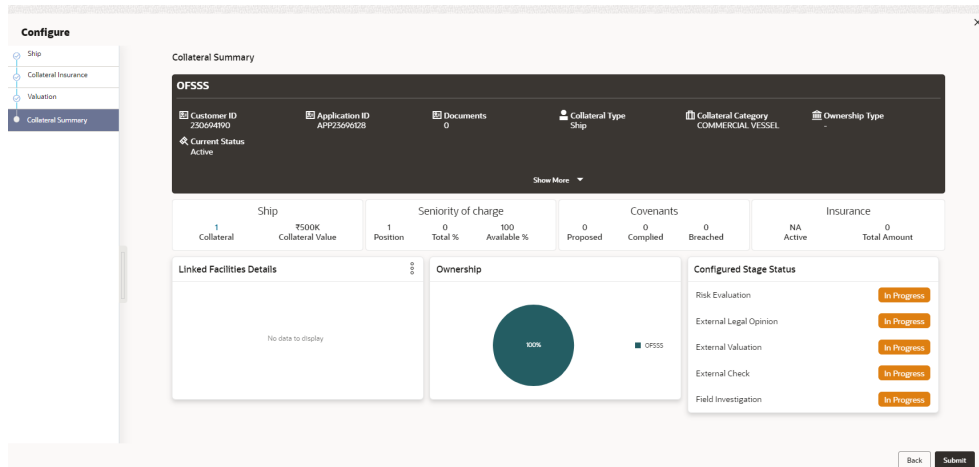 Configure
×
Ship
Collateral Insurance
Valuation
Collateral Summary
Collateral Summary
OFSSS
Customer ID
230694190
Application ID
APP23696128
Documents
0
Collateral Type
Ship
Collateral Category
COMMERCIAL VESSEL
Ownership Type
-
Current Status
Active
Show More
Ship
1
Collateral
₹500K
Collateral Value
Seniority of charge
1
Position
0
Total %
100
Available %
Covenants
0
Proposed
0
Complied
0
Breached
Insurance
NA
Active
0
Total Amount
Linked Facilities Details
No data to display
Ownership
100%
OFSSS
Configured Stage Status
Risk Evaluation In Progress
External Legal Opinion In Progress
External Valuation In Progress
External Check In Progress
Field Investigation In Progress
Back Submit